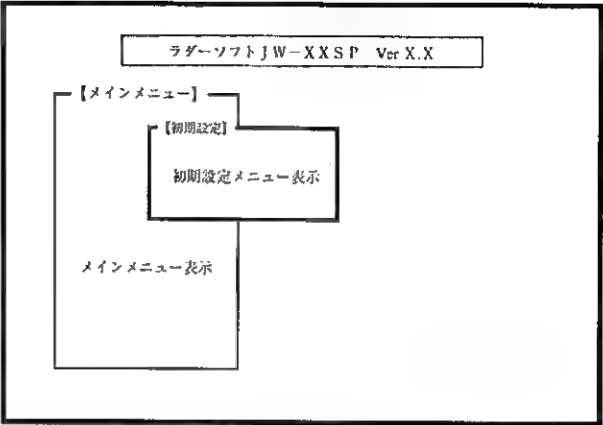 ラダーソフトJW-XXSP Ver X.X
【メインメニュー】
【初期設定】
初期設定メニュー表示
メインメニュー表示